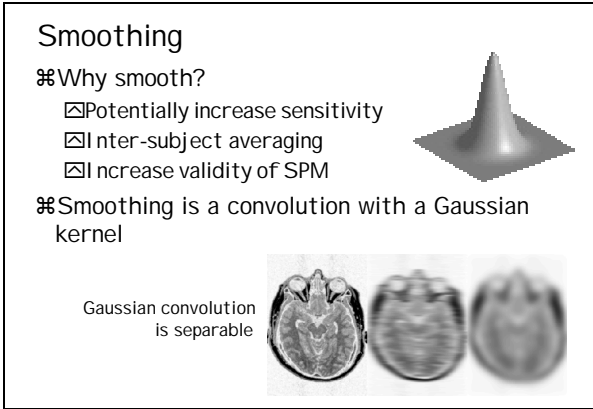 Smoothing
⌘Why smooth?
Potentially increase sensitivity
Inter-subject averaging
Increase validity of SPM
⌘Smoothing is a convolution with a Gaussian
kernel
Gaussian convolution
is separable